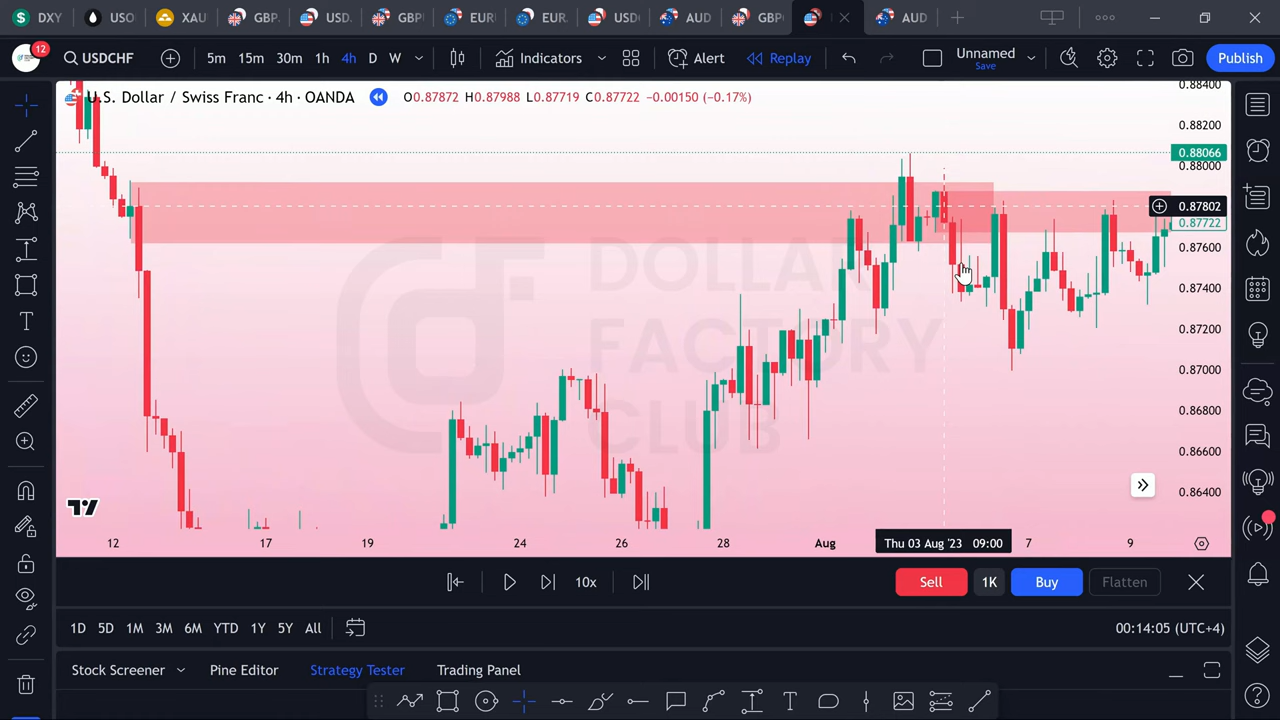 DXY USO XAU GBP. USD. GBP EUR EUR. USD AUD GBP AUD
12 USDCHF 5m 15m 30m 1h 4h D W Indicators Alert Replay Unnamed Save Publish
U.S. Dollar / Swiss Franc · 4h · OANDA O0.87872 H0.87988 L0.87719 C0.87722 −0.00150 (−0.17%)
0.88400
0.88200
0.88066
0.88000
0.87802
0.87722
0.87600
0.87400
0.87200
0.87000
0.86800
0.86600
0.86400
DOLLAR
FACTORY
CLUB
12 17 19 24 26 28 Aug Thu 03 Aug '23 09:00 7 9
10x Sell 1K Buy Flatten
1D 5D 1M 3M 6M YTD 1Y 5Y All 00:14:05 (UTC+4)
Stock Screener Pine Editor Strategy Tester Trading Panel